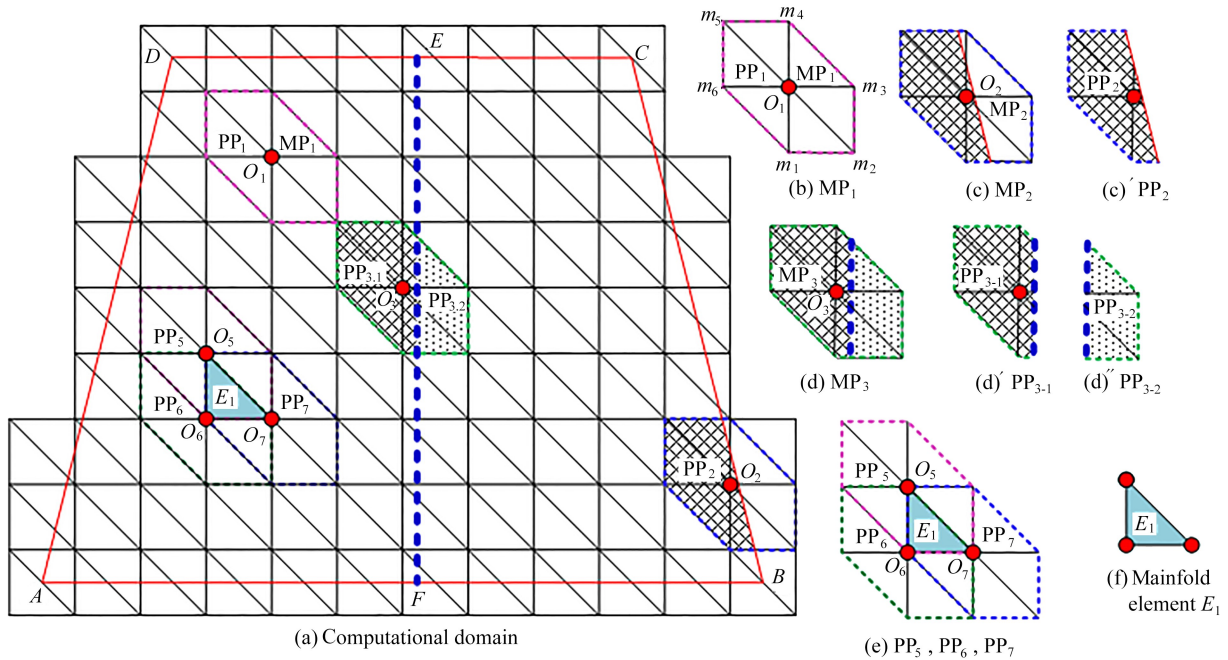 D
E
C
PP₁ MP₁
O₁
PP₃.₁
O₃
PP₃.₂
PP₅
O₅
E₁
PP₆
PP₇
O₆
O₇
PP₂
O₂
A
F
B
(a) Computational domain
m₅
m₄
PP₁ MP₁
m₆
m₃
O₁
m₁
m₂
(b) MP₁
O₂
MP₂
(c) MP₂
PP₂
(c)′ PP₂
MP₃
O₃
(d) MP₃
PP₃₋₁
(d)′ PP₃₋₁
PP₃₋₂
(d)″ PP₃₋₂
PP₅
O₅
E₁
PP₆
PP₇
O₆
O₇
(e) PP₅ , PP₆ , PP₇
E₁
(f) Mainfold
element E₁